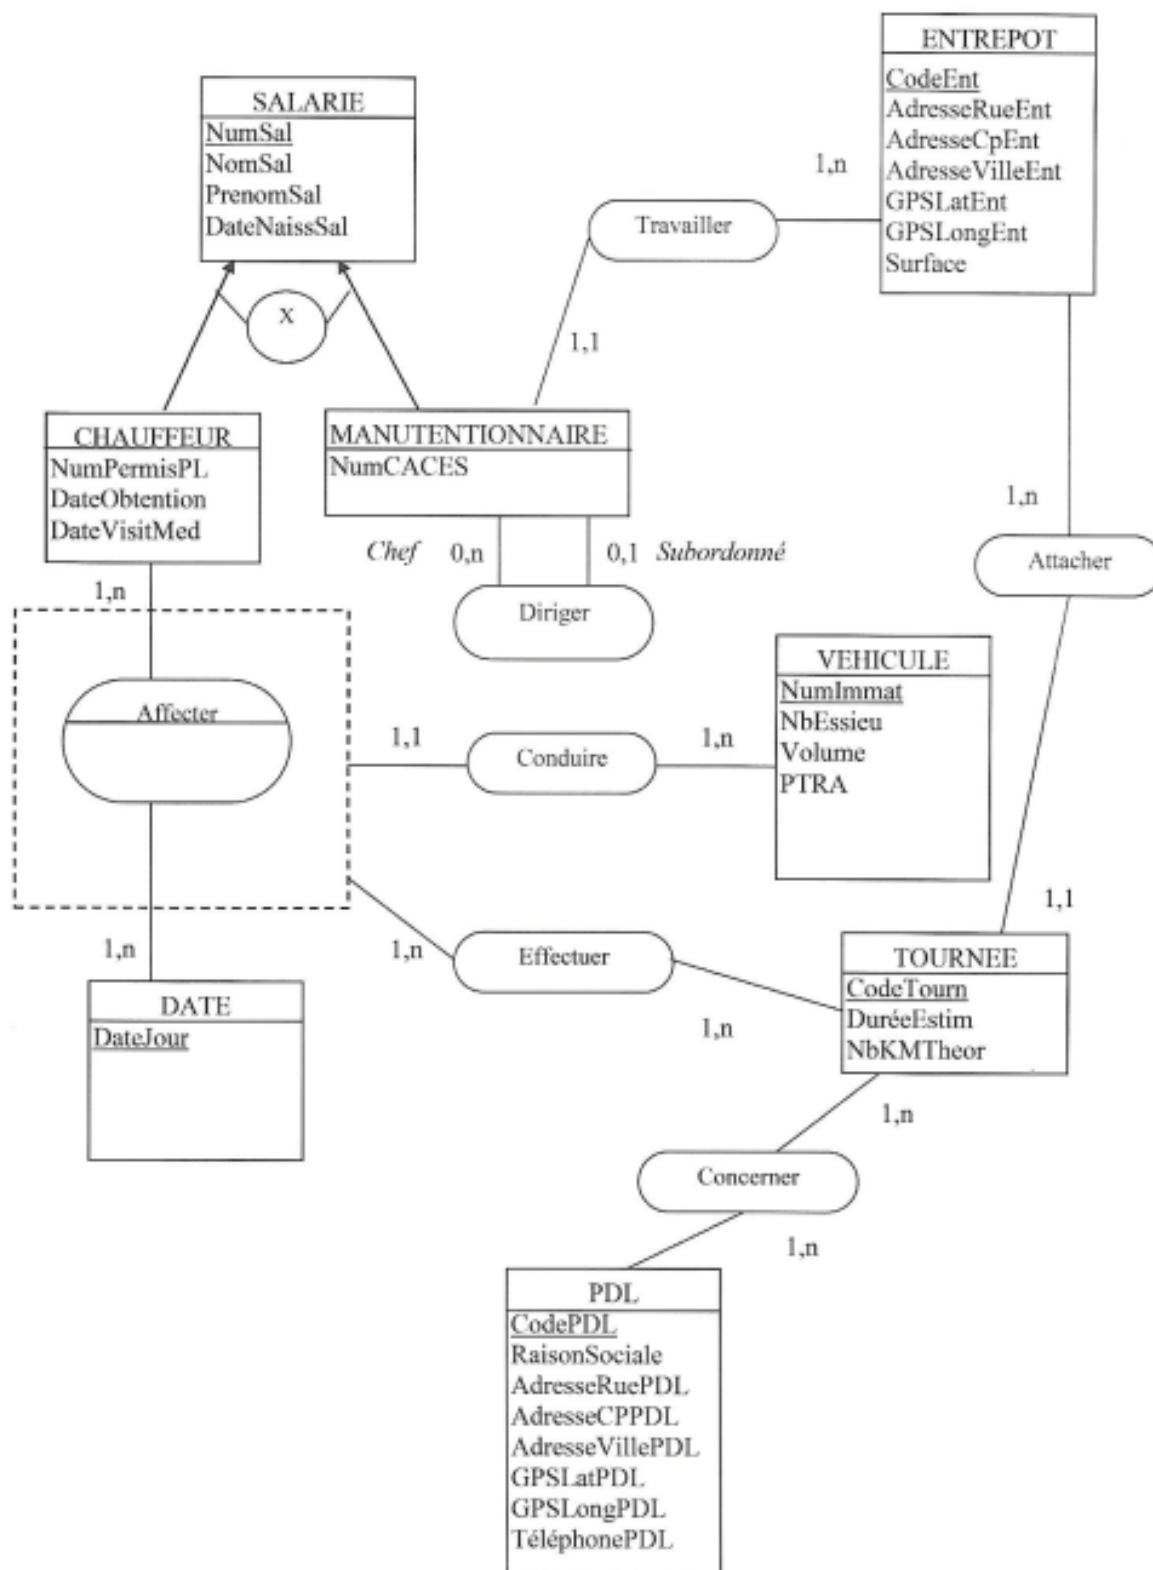 ENTREPOT
CodeEnt
AdresseRueEnt
AdresseCpEnt
AdresseVilleEnt
GPSLatEnt
GPSLongEnt
Surface
SALARIE
NumSal
NomSal
PrenomSal
DateNaissSal
1,n
Travailler
X
1,1
CHAUFFEUR
NumPermisPL
DateObtention
DateVisitMed
MANUTENTIONNAIRE
NumCACES
1,n
Chef 0,n 0,1 Subordonné
Attacher
1,n
Diriger
VEHICULE
NumImmat
NbEssieu
Volume
PTRA
Affecter
1,1
Conduire
1,n
1,1
1,n
1,n
Effectuer
TOURNEE
CodeTourn
DuréeEstim
NbKMTheor
DATE
DateJour
1,n
1,n
Concerner
1,n
PDL
CodePDL
RaisonSociale
AdresseRuePDL
AdresseCPPDL
AdresseVillePDL
GPSLatPDL
GPSLongPDL
TéléphonePDL